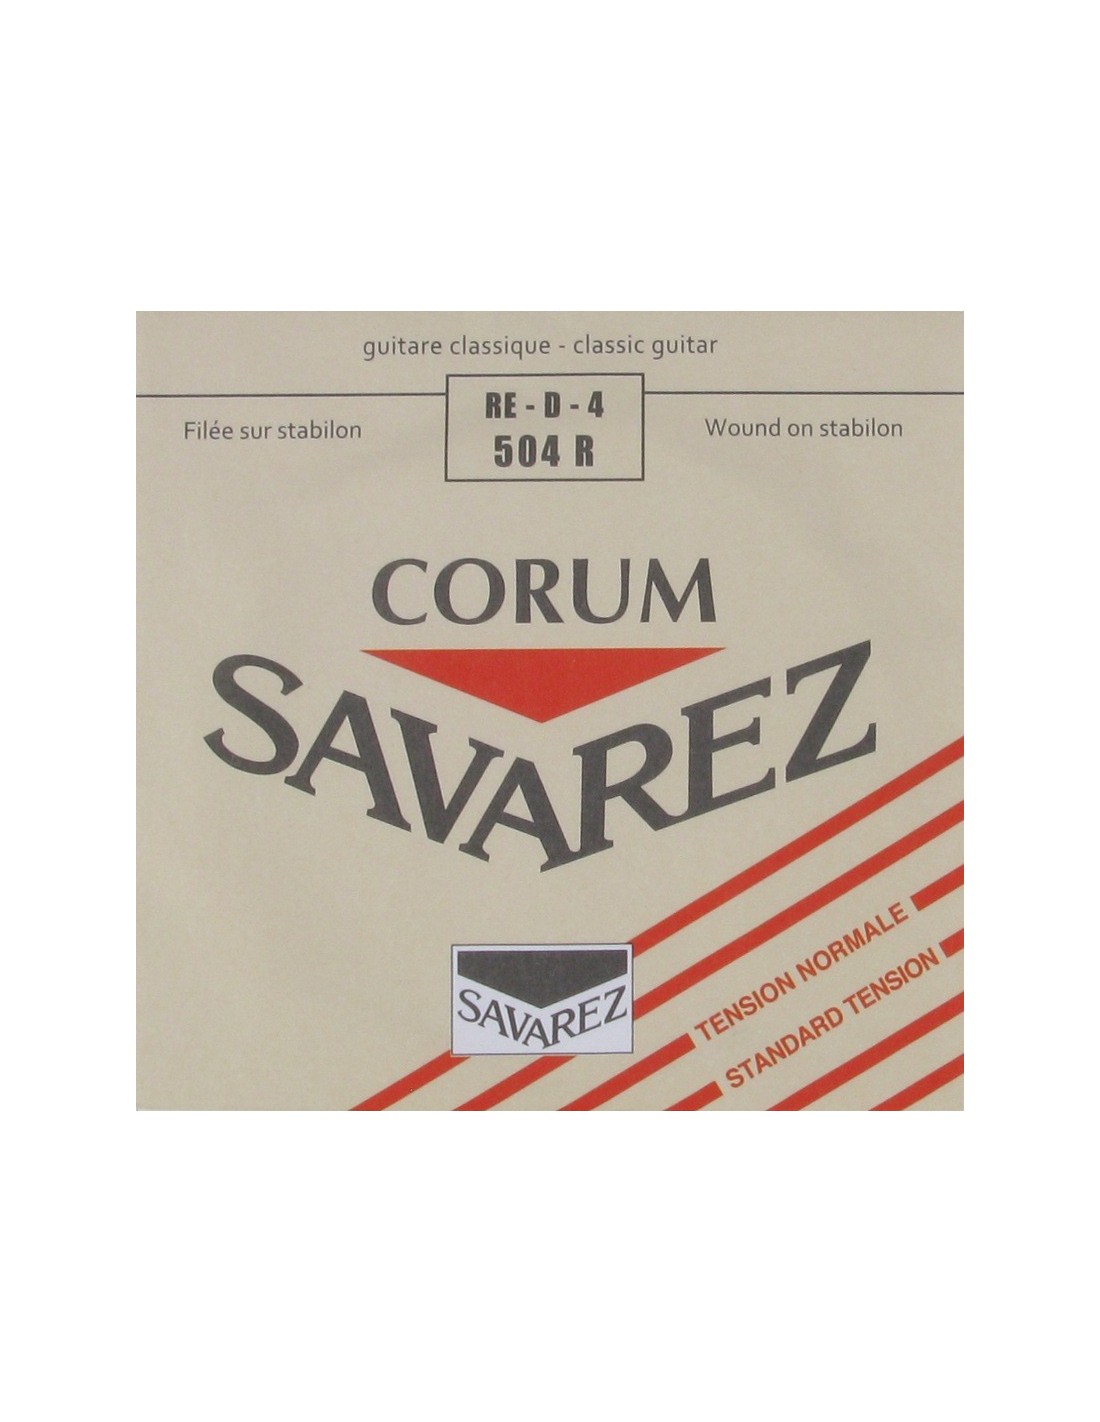 guitare classique - classic guitar
RE - D - 4
504 R
Filée sur stabilon
Wound on stabilon
CORUM
SAVAREZ
SAVAREZ
TENSION NORMALE
STANDARD TENSION